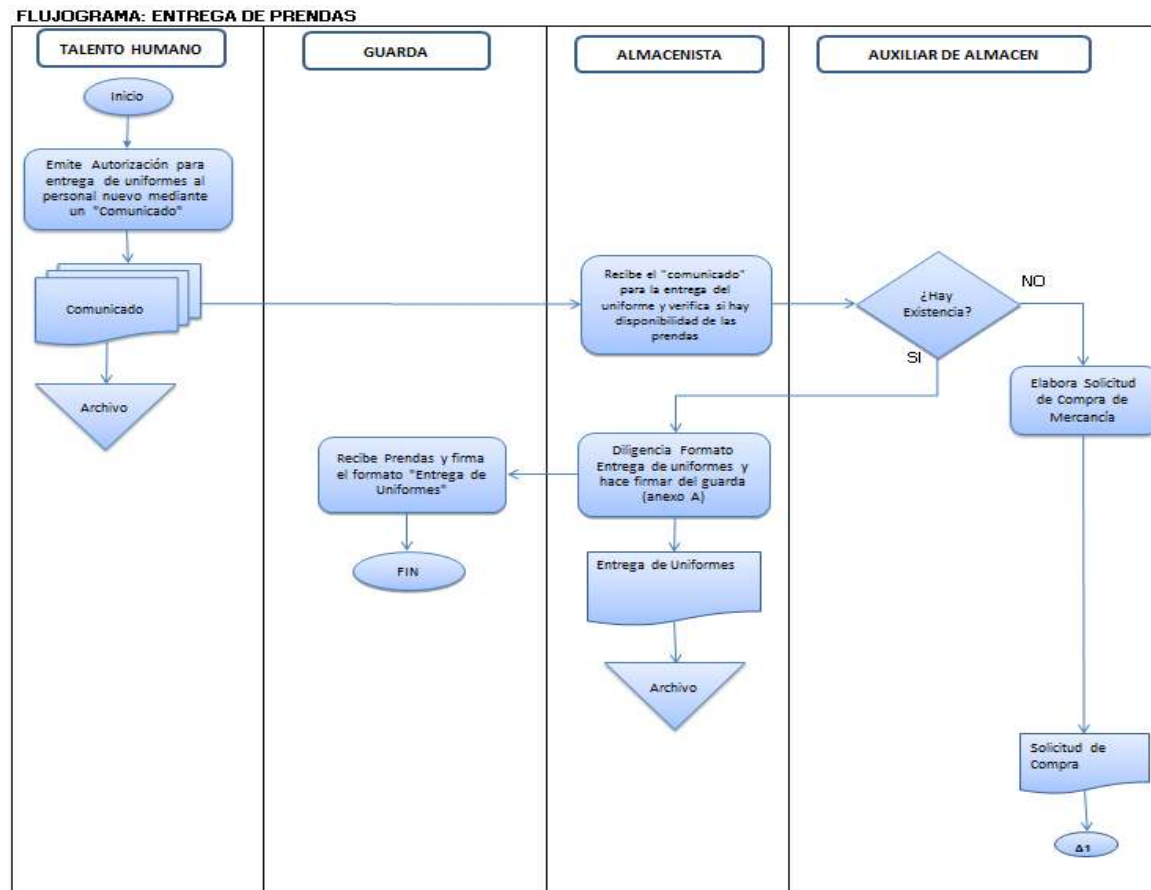 FLUJOGRAMA: ENTREGA DE PRENDAS
TALENTO HUMANO
GUARDA
ALMACENISTA
AUXILIAR DE ALMACEN
Inicio
Emite Autorización para
entrega de uniformes al
personal nuevo mediante
un "Comunicado"
Comunicado
Archivo
Recibe el "comunicado"
para la entrega del
uniforme y verifica si hay
disponibilidad de las
prendas
¿Hay
Existencia?
NO
SI
Elabora Solicitud
de Compra de
Mercancía
Diligencia Formato
Entrega de uniformes y
hace firmar del guarda
(anexo A)
Recibe Prendas y firma
el formato "Entrega de
Uniformes"
FIN
Entrega de Uniformes
Archivo
Solicitud de
Compra
A1